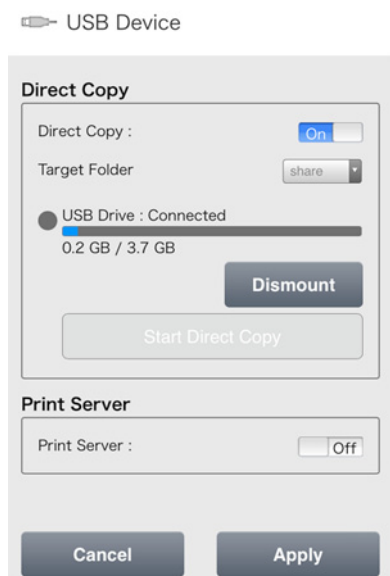 USB Device
Direct Copy
Direct Copy :
On
Target Folder
share
USB Drive : Connected
0.2 GB / 3.7 GB
Dismount
Start Direct Copy
Print Server
Print Server :
Off
Cancel
Apply